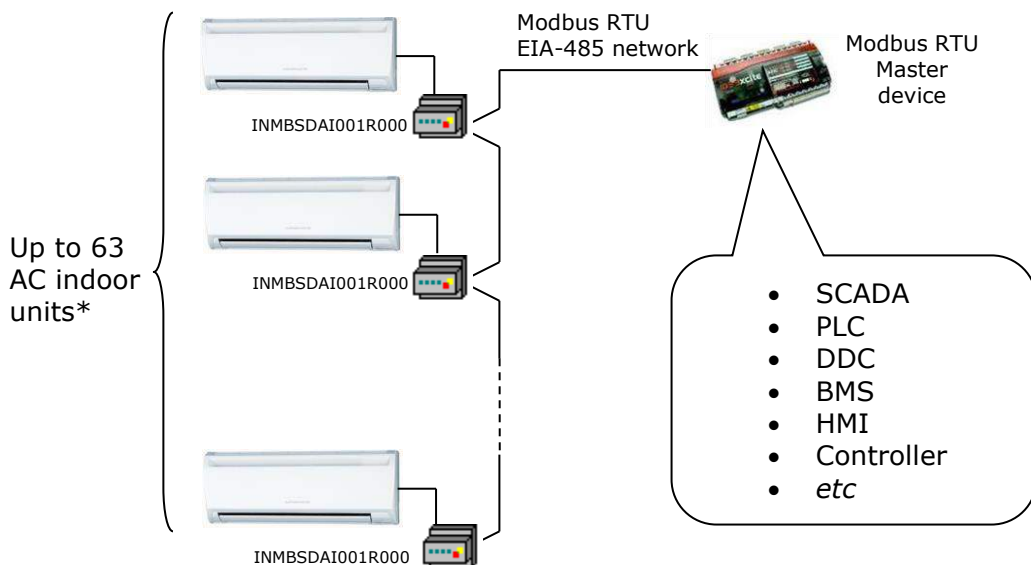 Modbus RTU
EIA-485 network
Modbus RTU
Master
device
INMBSDAI001R000
INMBSDAI001R000
Up to 63
AC indoor
units*
• SCADA
• PLC
• DDC
• BMS
• HMI
• Controller
• etc
INMBSDAI001R000